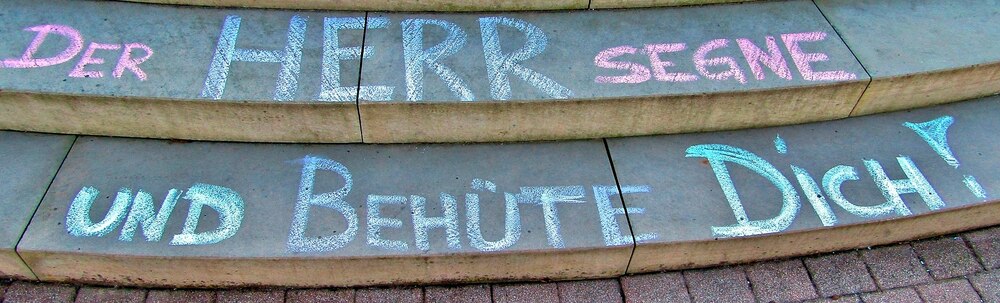 DER HERR SEGNE
UND BEHÜTE DICH!